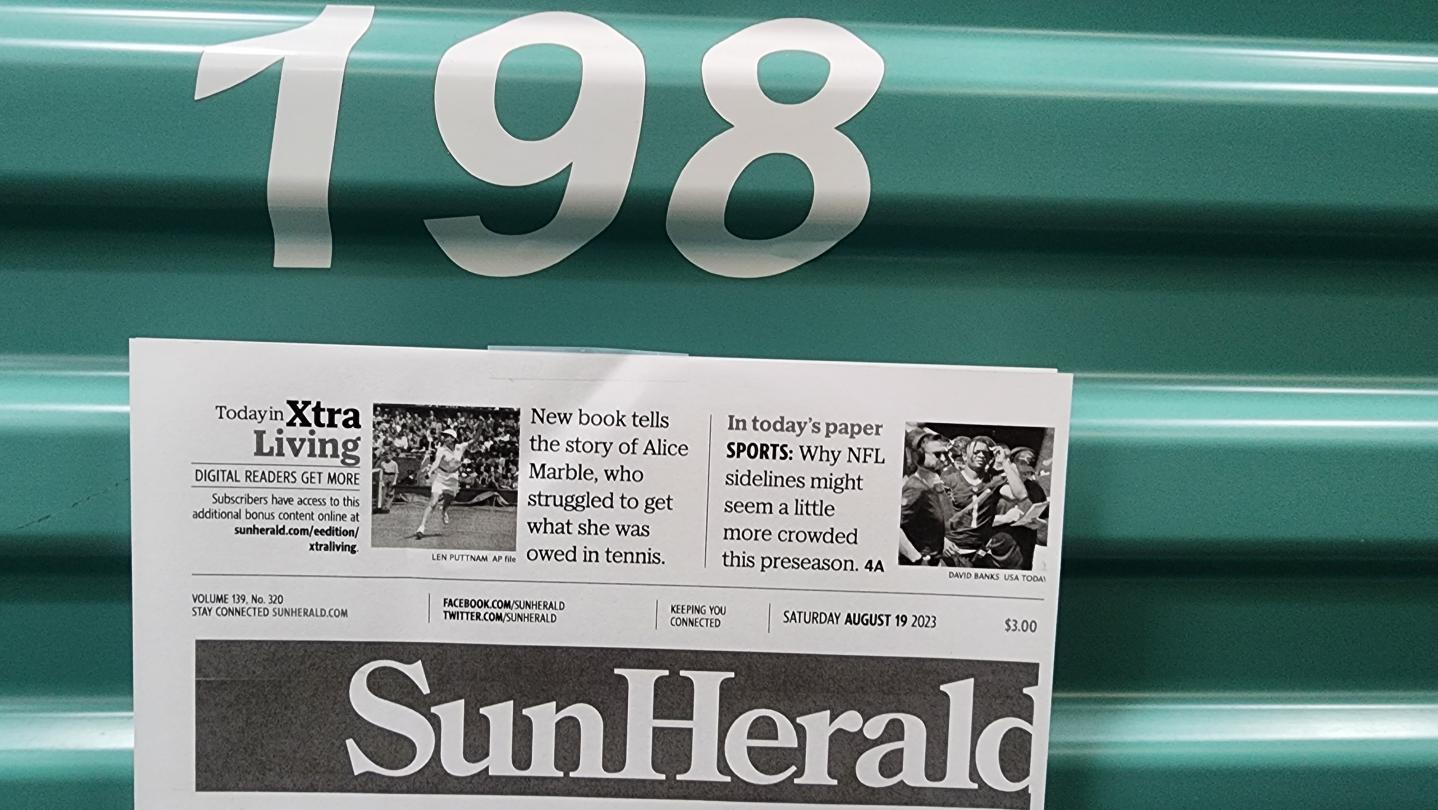 198
Today in Xtra
Living
DIGITAL READERS GET MORE
Subscribers have access to this
additional bonus content online at
sunherald.com/eedition/
xtraliving.
LEN PUTTNAM AP file
New book tells
the story of Alice
Marble, who
struggled to get
what she was
owed in tennis.
In today's paper
SPORTS: Why NFL
sidelines might
seem a little
more crowded
this preseason. 4A
DAVID BANKS USA TODAY
VOLUME 139, No. 320
STAY CONNECTED SUNHERALD.COM
FACEBOOK.COM/SUNHERALD
TWITTER.COM/SUNHERALD
KEEPING YOU
CONNECTED
SATURDAY AUGUST 19 2023
$3.00
SunHerald